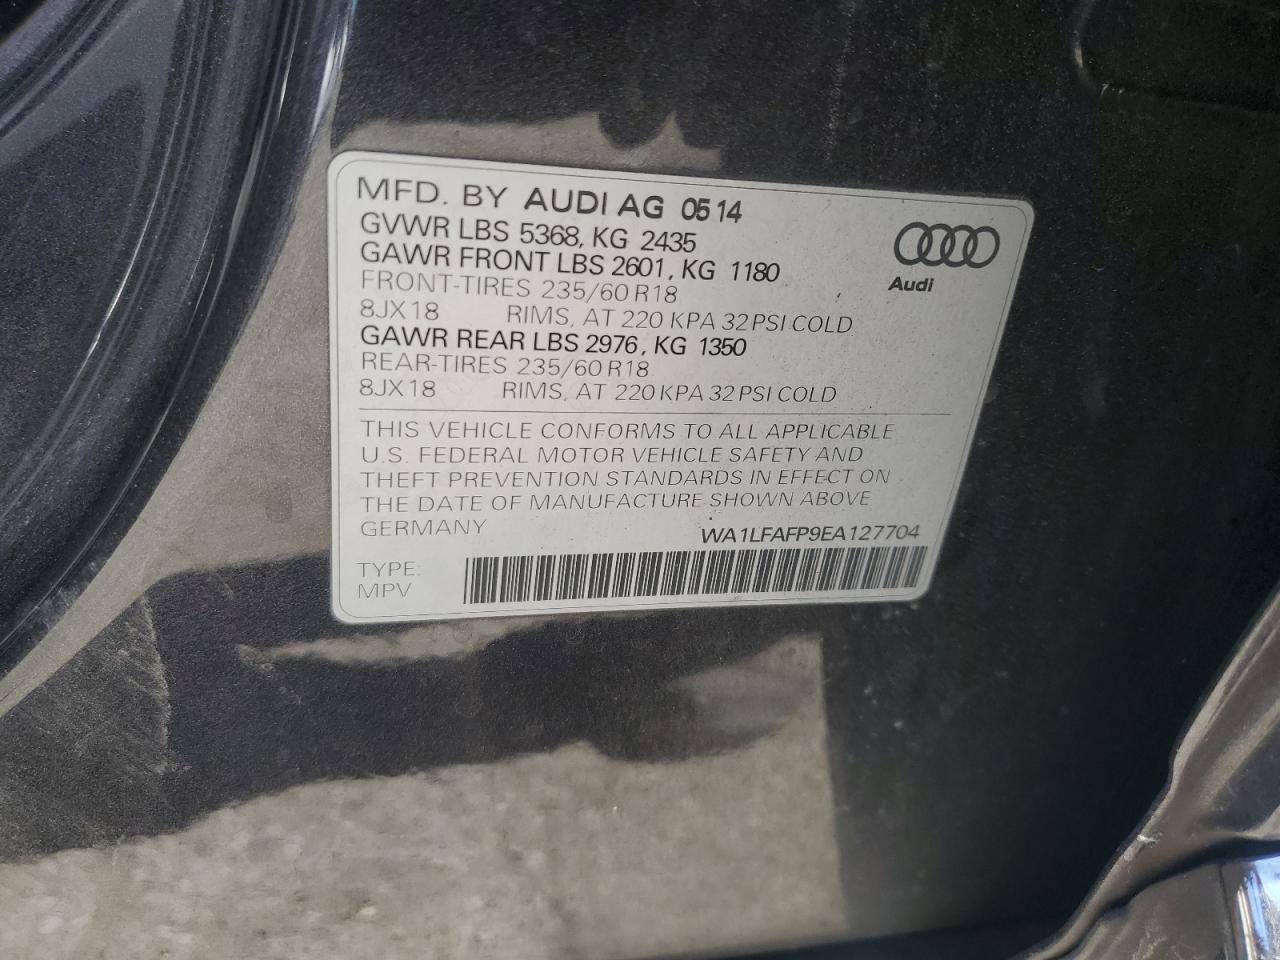 MFD. BY AUDI AG 05 14
GVWR LBS 5368, KG 2435
GAWR FRONT LBS 2601, KG 1180
FRONT-TIRES 235/60 R18
8JX18 RIMS, AT 220 KPA 32 PSI COLD
GAWR REAR LBS 2976, KG 1350
REAR-TIRES 235/60 R18
8JX18 RIMS, AT 220 KPA 32 PSI COLD
Audi
THIS VEHICLE CONFORMS TO ALL APPLICABLE
U.S. FEDERAL MOTOR VEHICLE SAFETY AND
THEFT PREVENTION STANDARDS IN EFFECT ON
THE DATE OF MANUFACTURE SHOWN ABOVE
GERMANY WA1LFAFP9EA127704
TYPE:
MPV